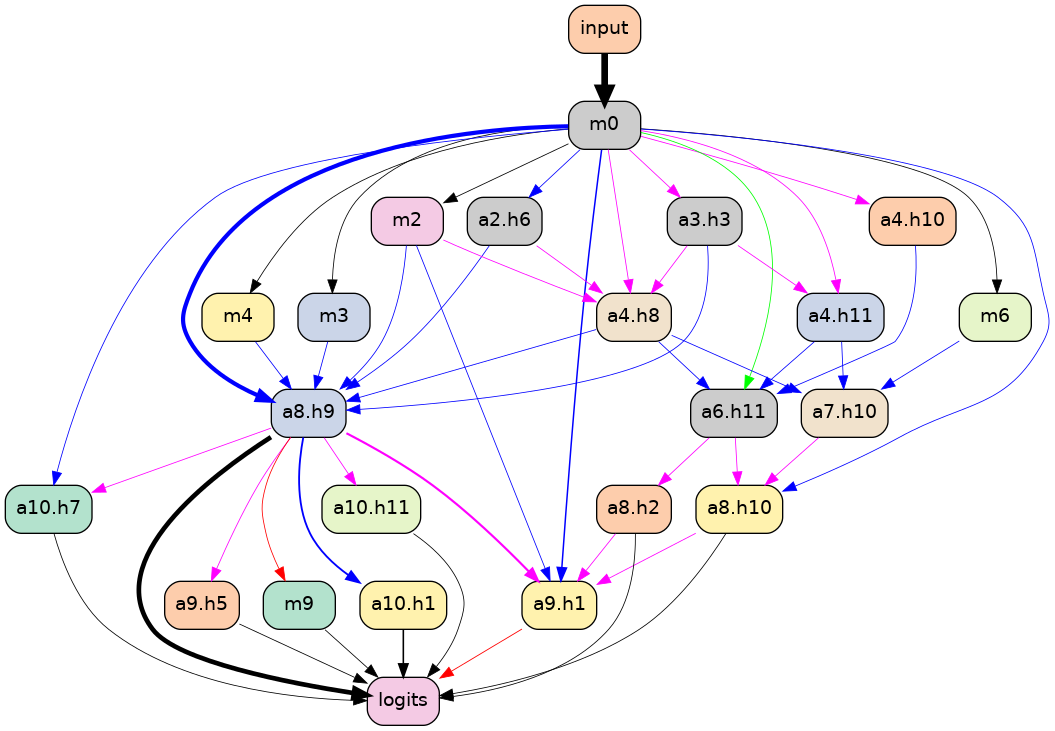 input
m0
m2
a2.h6
a3.h3
a4.h10
m4
m3
a4.h8
a4.h11
m6
a8.h9
a6.h11
a7.h10
a10.h7
a10.h11
a8.h2
a8.h10
a9.h5
m9
a10.h1
a9.h1
logits